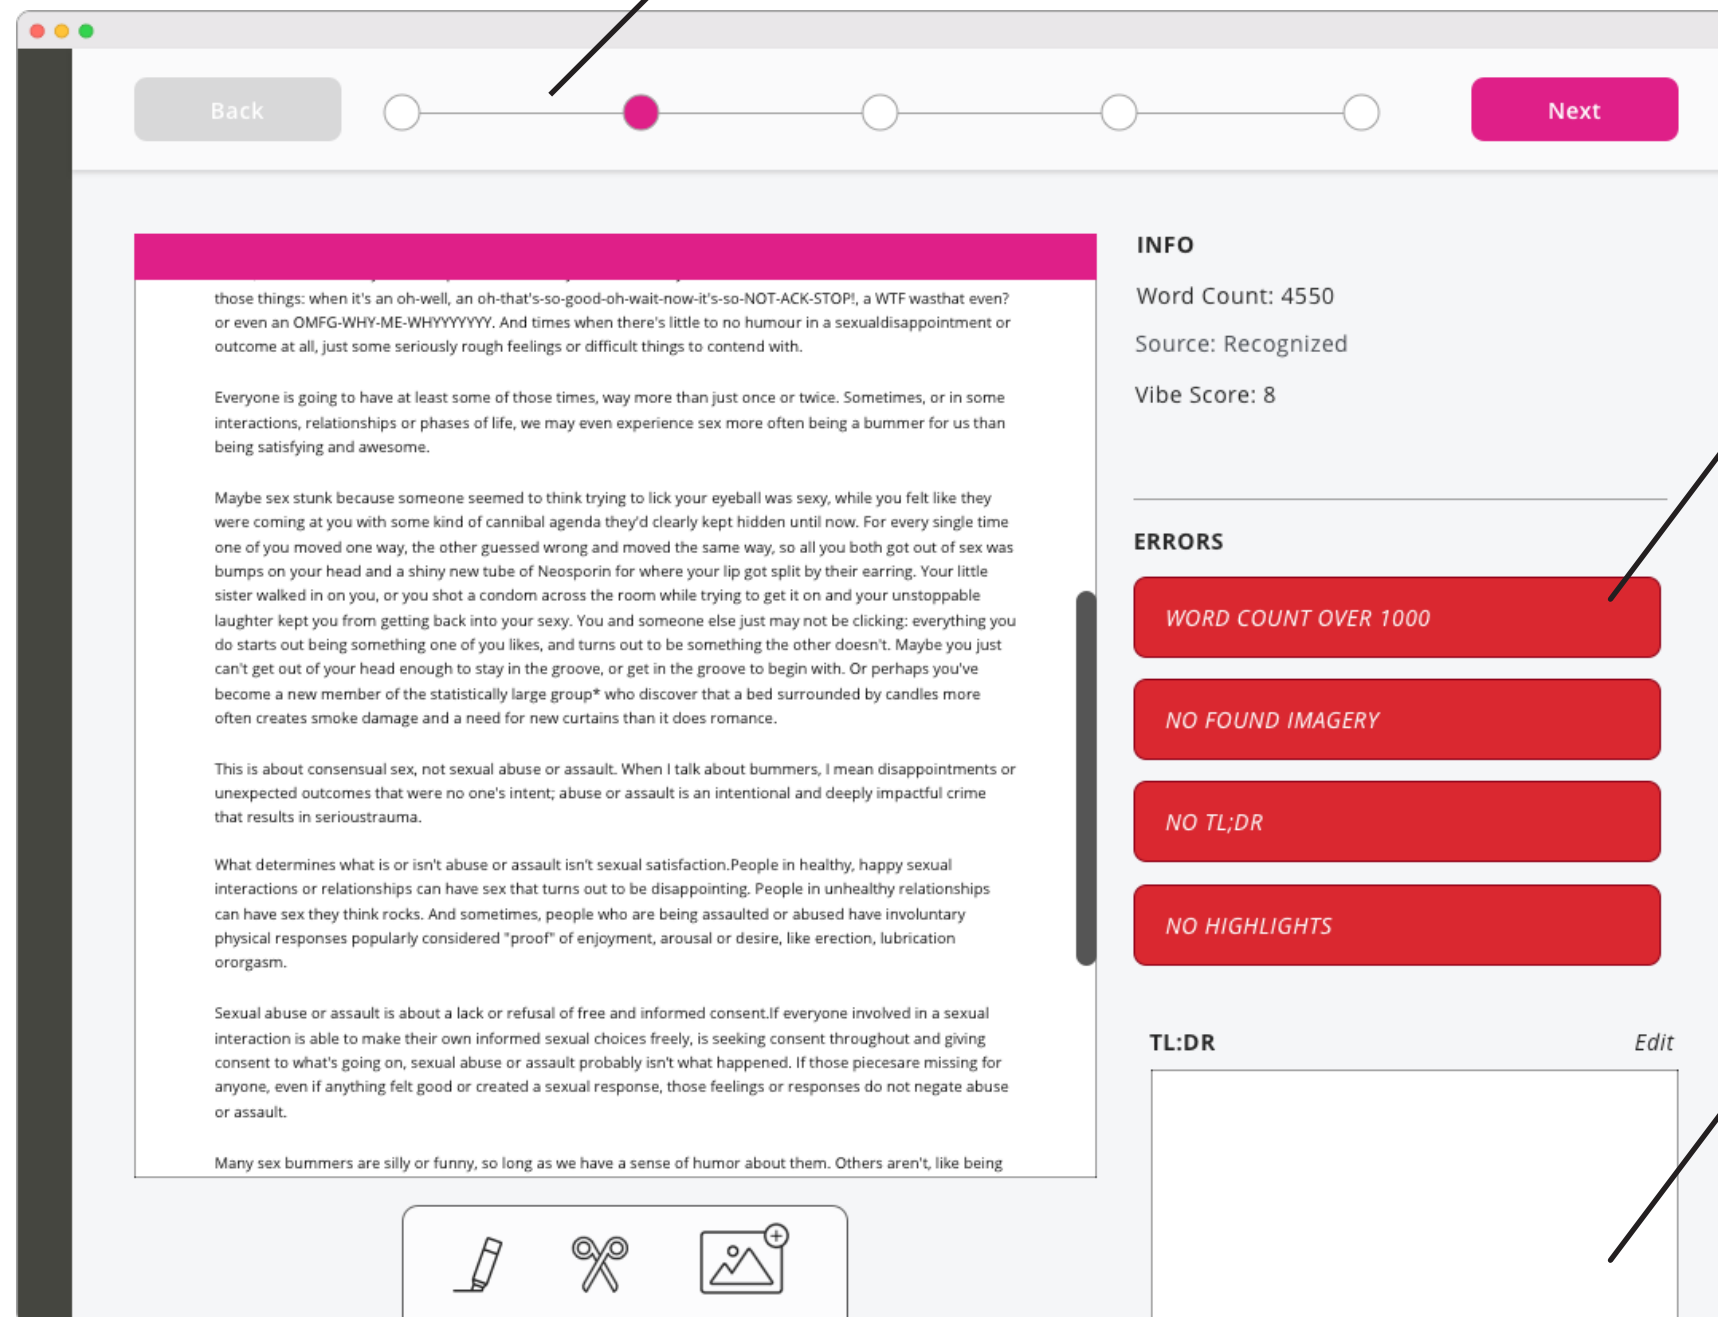 Back
Next
those things: when it's an oh-well, an oh-that's-so-good-oh-wait-now-it's-so-NOT-ACK-STOP!, a WTF wasthat even?
or even an OMFG-WHY-ME-WHYYYYYYY. And times when there's little to no humour in a sexualdisappointment or
outcome at all, just some seriously rough feelings or difficult things to contend with.
Everyone is going to have at least some of those times, way more than just once or twice. Sometimes, or in some
interactions, relationships or phases of life, we may even experience sex more often being a bummer for us than
being satisfying and awesome.
Maybe sex stunk because someone seemed to think trying to lick your eyeball was sexy, while you felt like they
were coming at you with some kind of cannibal agenda they'd clearly kept hidden until now. For every single time
one of you moved one way, the other guessed wrong and moved the same way, so all you both got out of sex was
bumps on your head and a shiny new tube of Neosporin for where your lip got split by their earring. Your little
sister walked in on you, or you shot a condom across the room while trying to get it on and your unstoppable
laughter kept you from getting back into your sexy. You and someone else just may not be clicking: everything you
do starts out being something one of you likes, and turns out to be something the other doesn't. Maybe you just
can't get out of your head enough to stay in the groove, or get in the groove to begin with. Or perhaps you've
become a new member of the statistically large group* who discover that a bed surrounded by candles more
often creates smoke damage and a need for new curtains than it does romance.
This is about consensual sex, not sexual abuse or assault. When I talk about bummers, I mean disappointments or
unexpected outcomes that were no one's intent; abuse or assault is an intentional and deeply impactful crime
that results in serioustrauma.
What determines what is or isn't abuse or assault isn't sexual satisfaction.People in healthy, happy sexual
interactions or relationships can have sex that turns out to be disappointing. People in unhealthy relationships
can have sex they think rocks. And sometimes, people who are being assaulted or abused have involuntary
physical responses popularly considered "proof" of enjoyment, arousal or desire, like erection, lubrication
ororgasm.
Sexual abuse or assault is about a lack or refusal of free and informed consent.If everyone involved in a sexual
interaction is able to make their own informed sexual choices freely, is seeking consent throughout and giving
consent to what's going on, sexual abuse or assault probably isn't what happened. If those piecesare missing for
anyone, even if anything felt good or created a sexual response, those feelings or responses do not negate abuse
or assault.
Many sex bummers are silly or funny, so long as we have a sense of humor about them. Others aren't, like being
INFO
Word Count: 4550
Source: Recognized
Vibe Score: 8
ERRORS
WORD COUNT OVER 1000
NO FOUND IMAGERY
NO TL;DR
NO HIGHLIGHTS
TL:DR
Edit